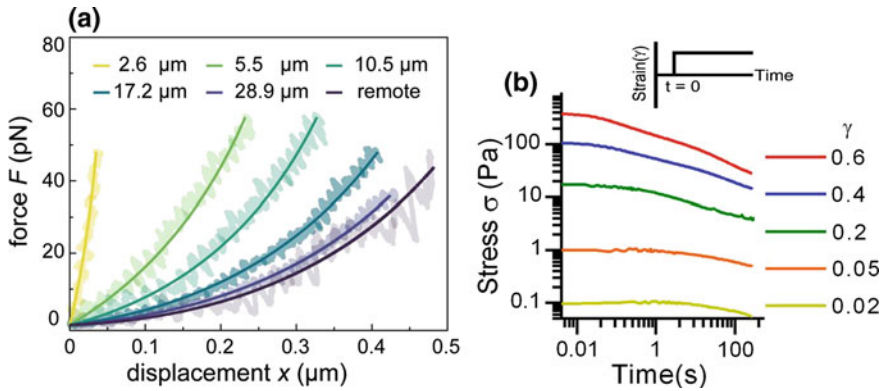 (a)
80
60
40
20
0
force F (pN)
2.6 μm 5.5 μm 10.5 μm
17.2 μm 28.9 μm remote
0 0.1 0.2 0.3 0.4 0.5
displacement x (μm)
(b)
Strain(γ)
Time
t = 0
Stress σ (Pa)
100
10
1
0.1
γ
0.6
0.4
0.2
0.05
0.02
0.01 1 100
Time(s)